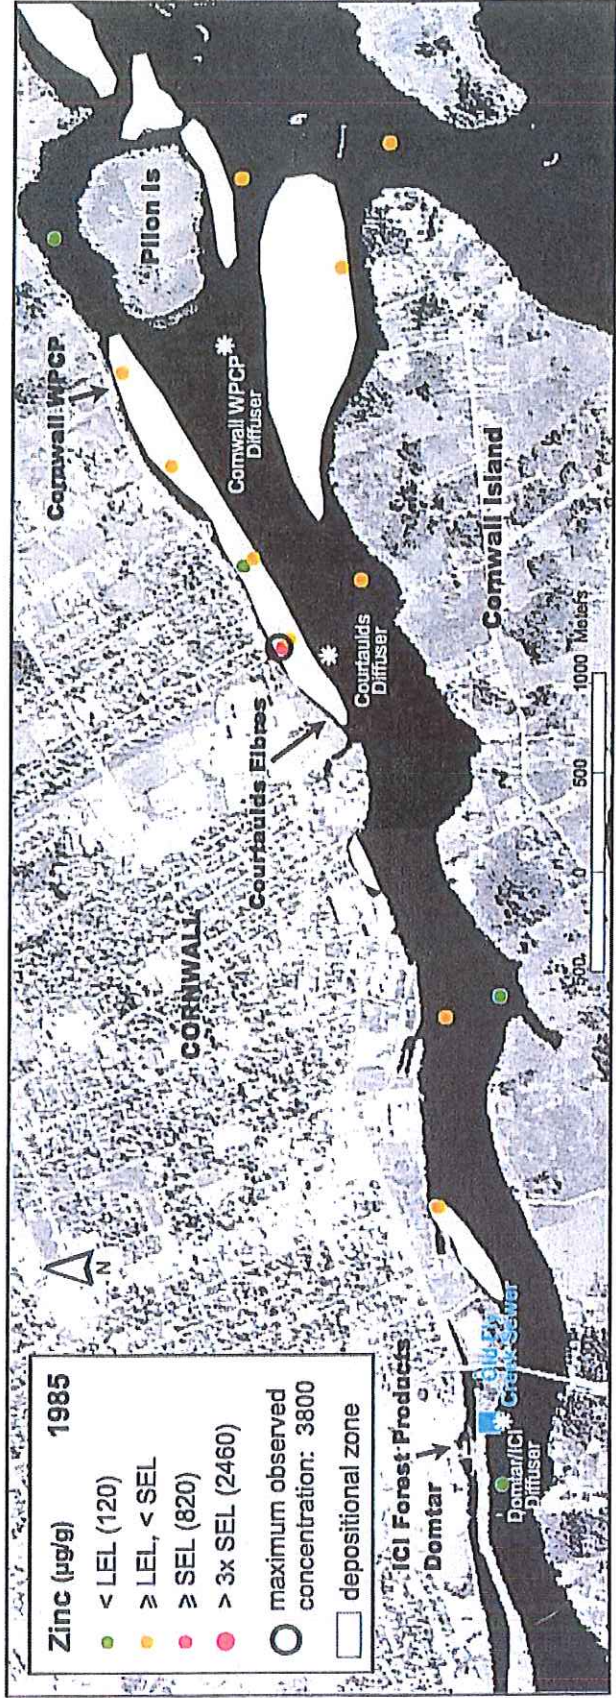 Zinc (µg/g) 1985
< LEL (120)
≥ LEL, < SEL
≥ SEL (820)
> 3x SEL (2460)
maximum observed
concentration: 3800
depositional zone
N
CORNWALL
ICI Forest Products
Domtar
Old Fly
Creek Sewer
Domtar/ICI
Diffuser
Courtaulds Fibres
Courtaulds
Diffuser
Cornwall WPCP
Cornwall WPCP
Diffuser
Pilon Is
Cornwall Island
500 0 500 1000 Meters